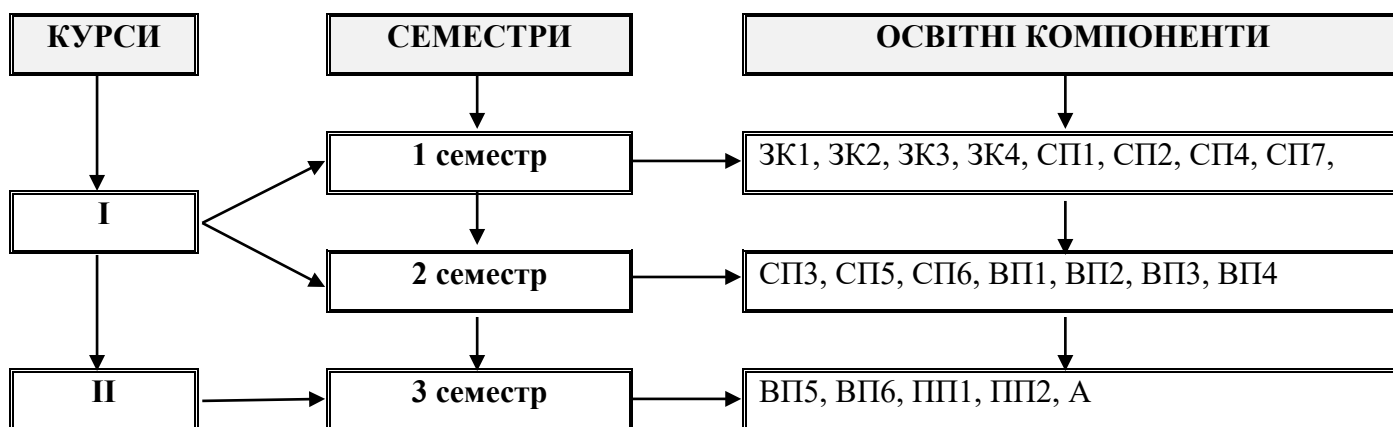 КУРСИ
СЕМЕСТРИ
ОСВІТНІ КОМПОНЕНТИ
1 семестр
ЗК1, ЗК2, ЗК3, ЗК4, СП1, СП2, СП4, СП7,
I
2 семестр
СП3, СП5, СП6, ВП1, ВП2, ВП3, ВП4
II
3 семестр
ВП5, ВП6, ПП1, ПП2, А